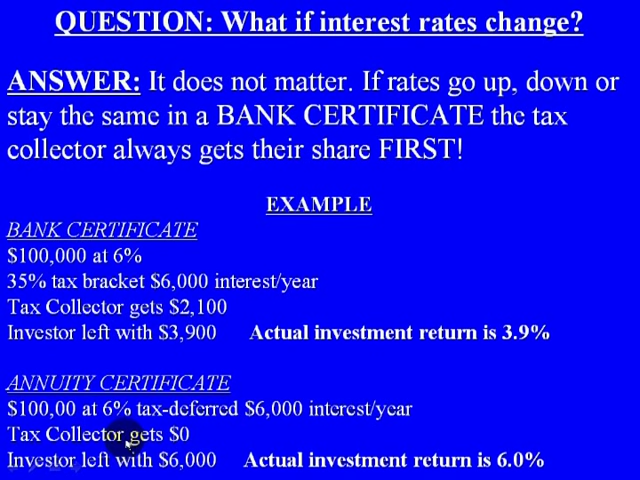 QUESTION: What if interest rates change?
ANSWER: It does not matter. If rates go up, down or
stay the same in a BANK CERTIFICATE the tax
collector always gets their share FIRST!
EXAMPLE
BANK CERTIFICATE
$100,000 at 6%
35% tax bracket $6,000 interest/year
Tax Collector gets $2,100
Investor left with $3,900 Actual investment return is 3.9%
ANNUITY CERTIFICATE
$100,00 at 6% tax-deferred $6,000 interest/year
Tax Collector gets $0
Investor left with $6,000 Actual investment return is 6.0%